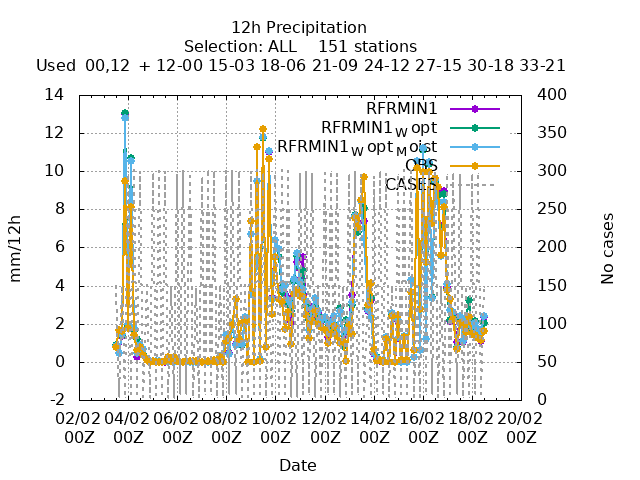 12h Precipitation
Selection: ALL 151 stations
Used 00,12 + 12-00 15-03 18-06 21-09 24-12 27-15 30-18 33-21
14 400
RFRMIN1
RFRMIN1W opt
12 350
RFRMIN1W opt Moist
OBS
10 300
CASES
8 250
6 200
4 150
2 100
0 50
-2 0
mm/12h
No cases
02/02 04/02 06/02 08/02 10/02 12/02 14/02 16/02 18/02 20/02
00Z 00Z 00Z 00Z 00Z 00Z 00Z 00Z 00Z 00Z
Date